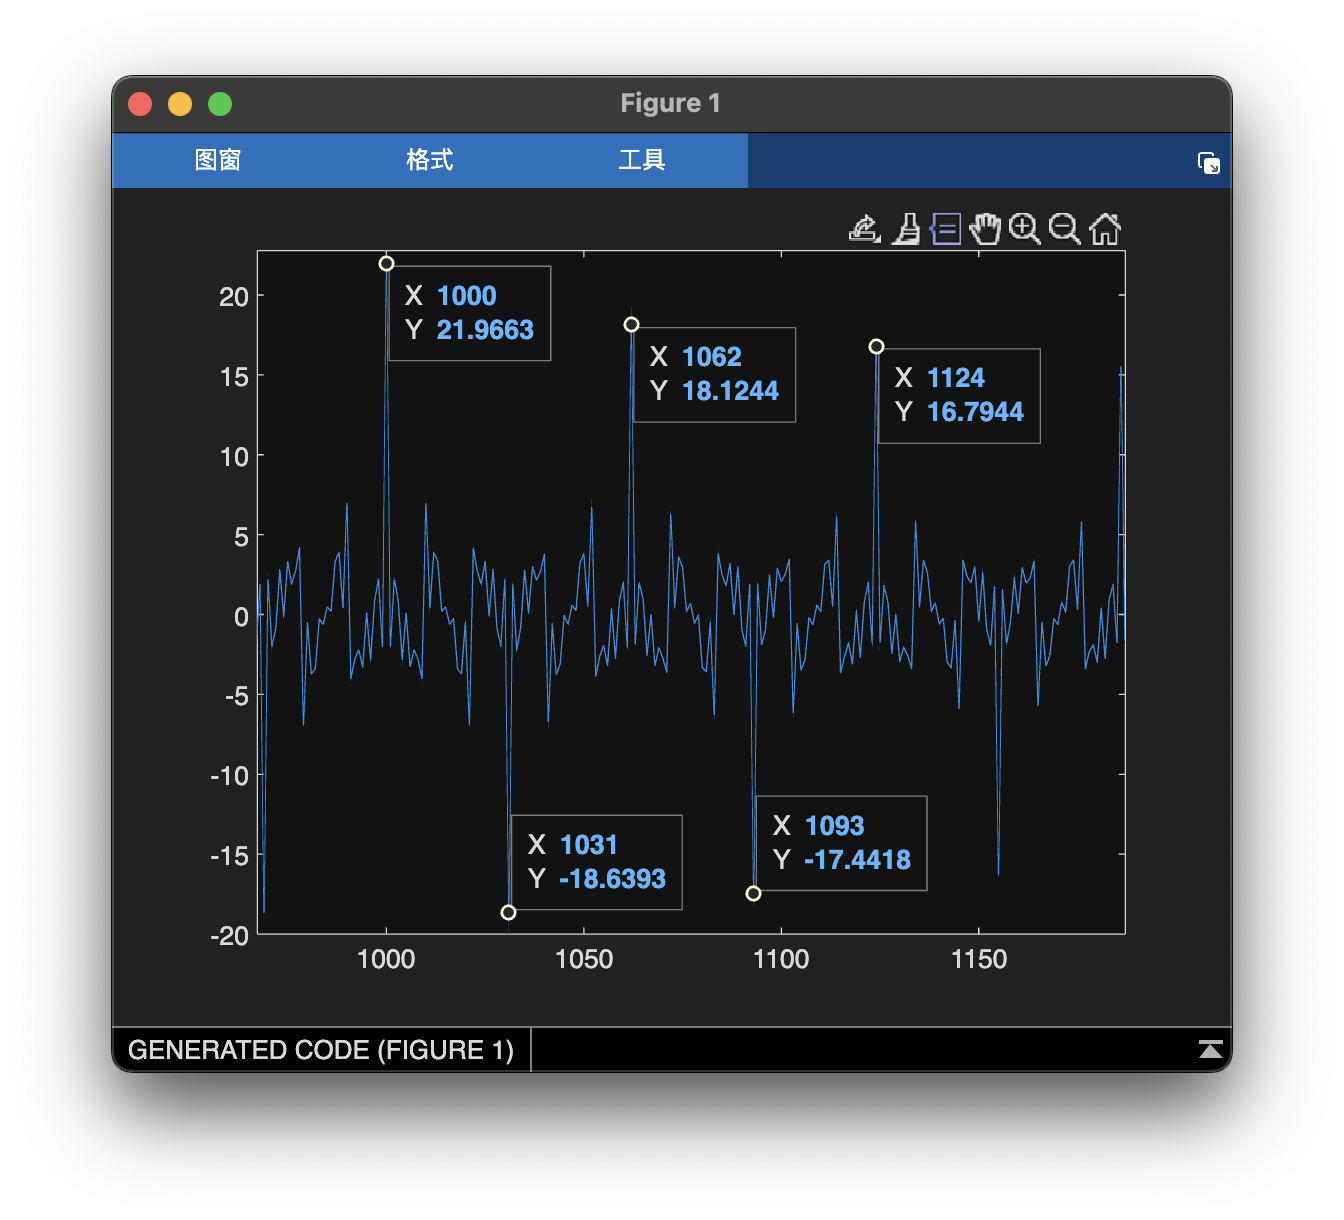 Figure 1
图窗 格式 工具
X 1000
Y 21.9663
X 1062
Y 18.1244
X 1124
Y 16.7944
X 1031
Y -18.6393
X 1093
Y -17.4418
20
15
10
5
0
-5
-10
-15
-20
1000 1050 1100 1150
GENERATED CODE (FIGURE 1)